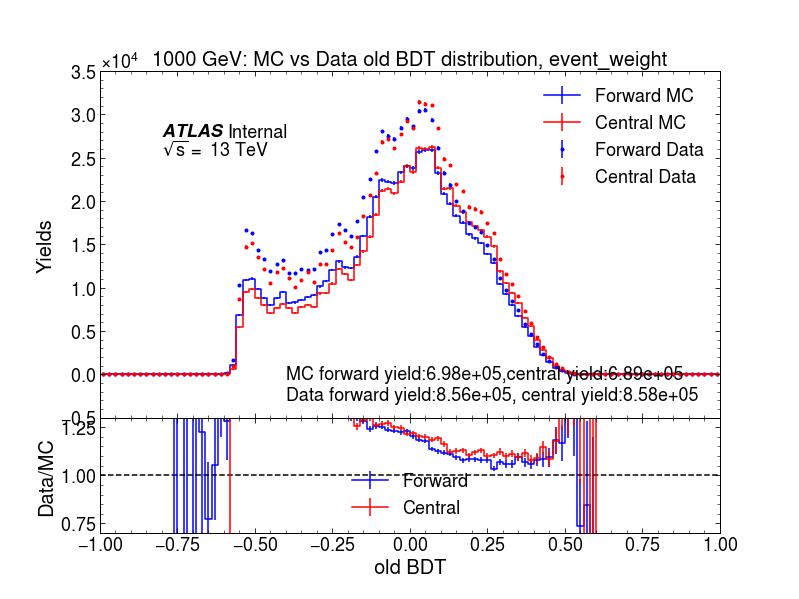 ×10⁴ 1000 GeV: MC vs Data old BDT distribution, event_weight
3.5
3.0
2.5
2.0
1.5
1.0
0.5
0.0
0.5
Yields
ATLAS Internal
√s = 13 TeV
Forward MC
Central MC
Forward Data
Central Data
MC forward yield:6.98e+05,central yield:6.89e+05
Data forward yield:8.56e+05, central yield:8.58e+05
1.25
1.00
0.75
Data/MC
Forward
Central
−1.00 −0.75 −0.50 −0.25 0.00 0.25 0.50 0.75 1.00
old BDT